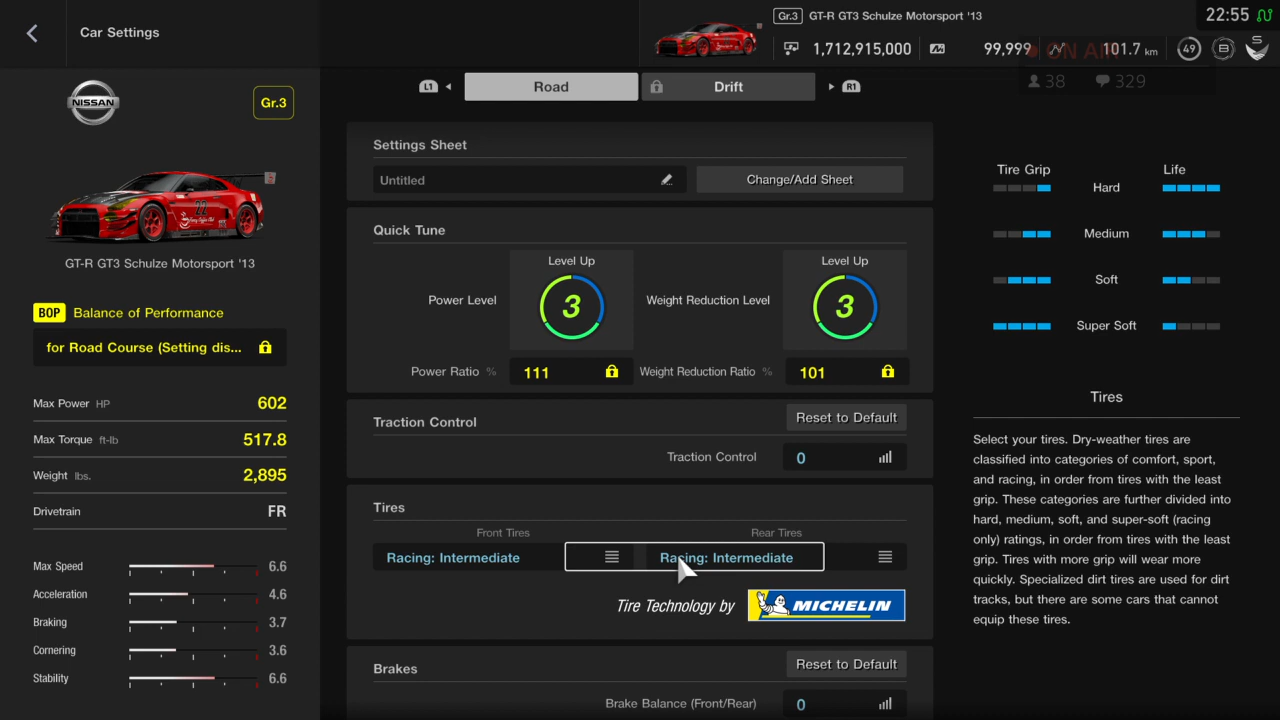 Car Settings
Gr.3 GT-R GT3 Schulze Motorsport '13
22:55
1,712,915,000 99,999 101.7 km 49 B S
ON AIR
38 329
L1 Road Drift R1
NISSAN
Gr.3
GT-R GT3 Schulze Motorsport '13
BOP Balance of Performance
for Road Course (Setting dis...
Max Power HP 602
Max Torque ft-lb 517.8
Weight lbs. 2,895
Drivetrain FR
Max Speed 6.6
Acceleration 4.6
Braking 3.7
Cornering 3.6
Stability 6.6
Settings Sheet
Untitled Change/Add Sheet
Quick Tune
Level Up Level Up
Power Level 3 Weight Reduction Level 3
Power Ratio % 111 Weight Reduction Ratio % 101
Traction Control Reset to Default
Traction Control 0
Tires
Front Tires Rear Tires
Racing: Intermediate Racing: Intermediate
Tire Technology by MICHELIN
Brakes Reset to Default
Brake Balance (Front/Rear) 0
Tire Grip Life
Hard
Medium
Soft
Super Soft
Tires
Select your tires. Dry-weather tires are
classified into categories of comfort, sport,
and racing, in order from tires with the least
grip. These categories are further divided into
hard, medium, soft, and super-soft (racing
only) ratings, in order from tires with the least
grip. Tires with more grip will wear more
quickly. Specialized dirt tires are used for dirt
tracks, but there are some cars that cannot
equip these tires.